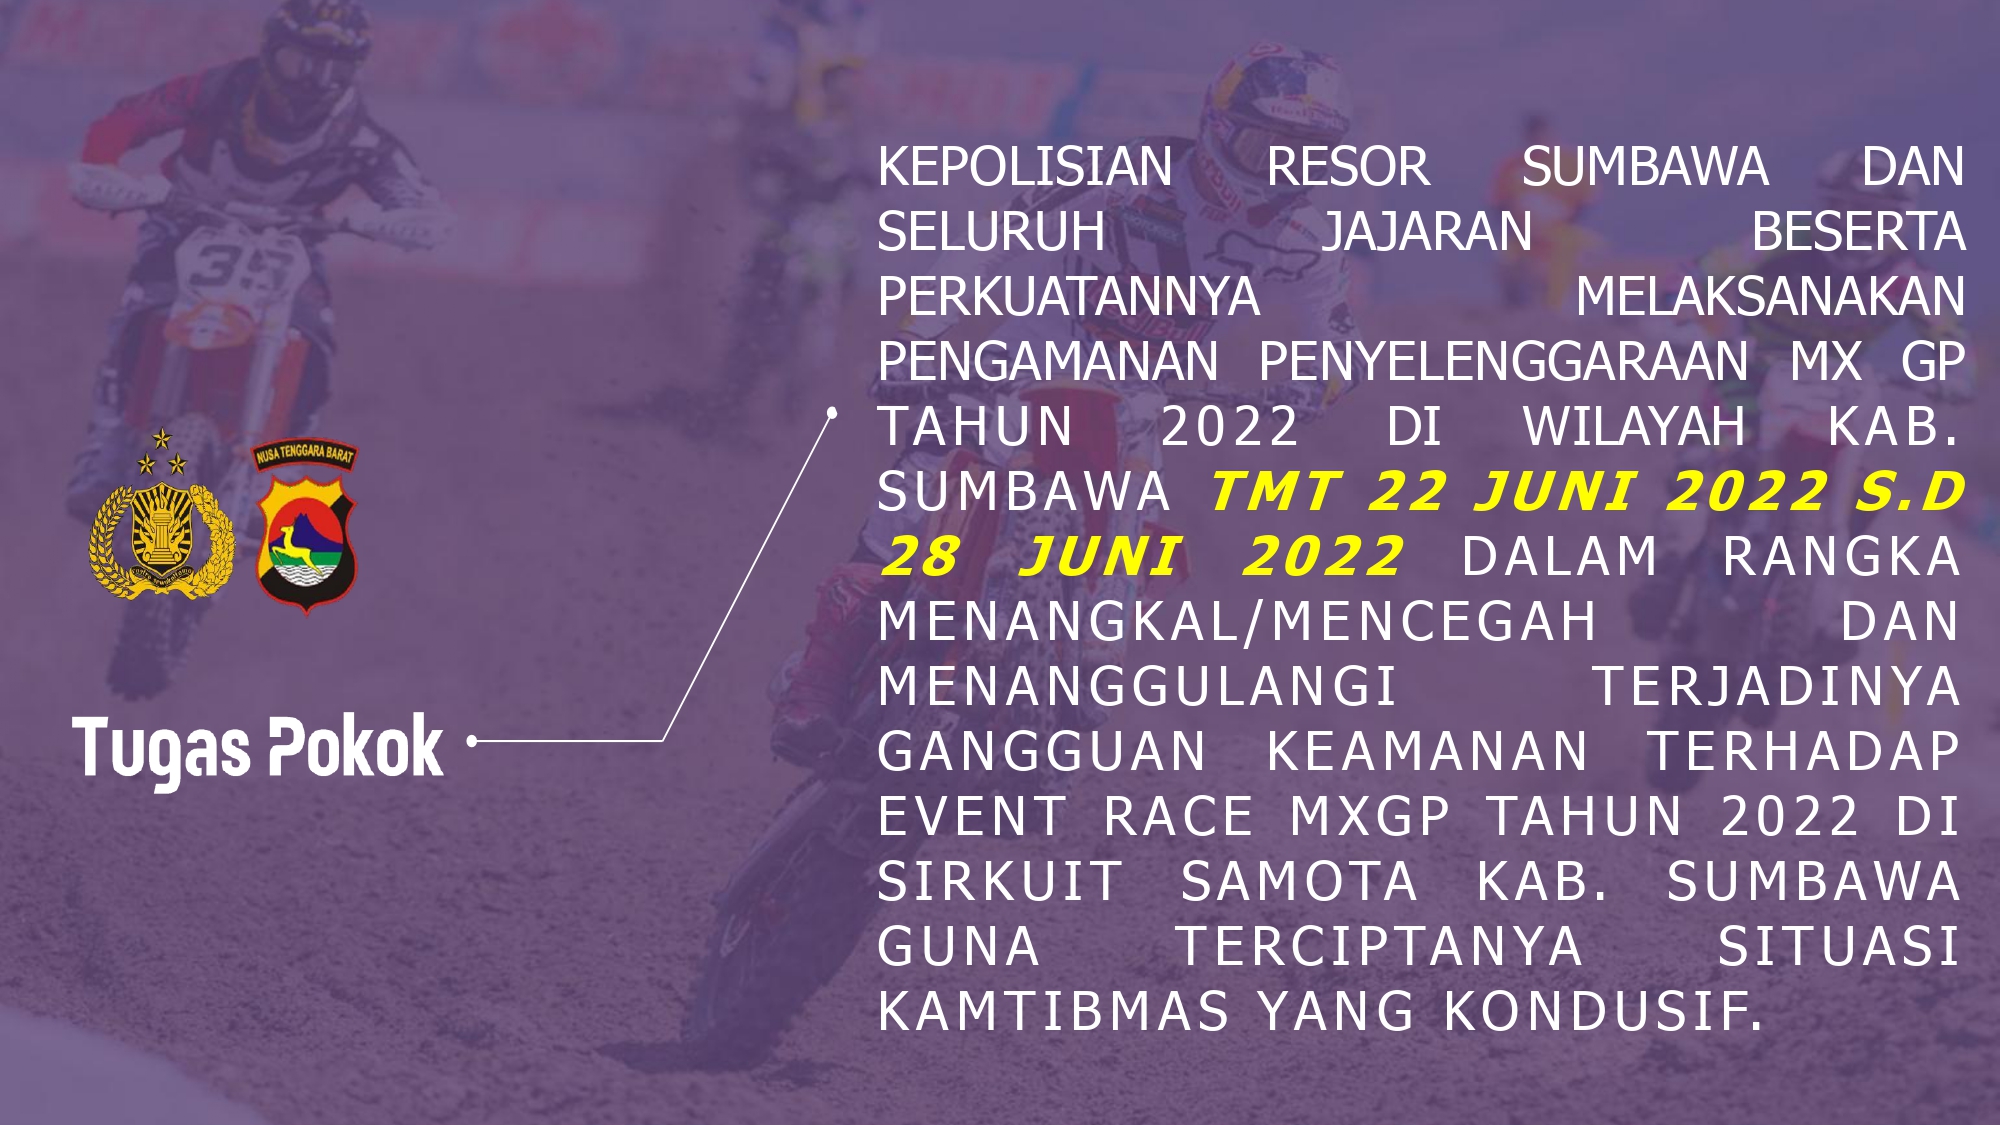 NUSA TENGGARA BARAT
Tugas Pokok
KEPOLISIAN RESOR SUMBAWA DAN
SELURUH JAJARAN BESERTA
PERKUATANNYA MELAKSANAKAN
PENGAMANAN PENYELENGGARAAN MX GP
TAHUN 2022 DI WILAYAH KAB.
SUMBAWA TMT 22 JUNI 2022 S.D
28 JUNI 2022 DALAM RANGKA
MENANGKAL/MENCEGAH DAN
MENANGGULANGI TERJADINYA
GANGGUAN KEAMANAN TERHADAP
EVENT RACE MXGP TAHUN 2022 DI
SIRKUIT SAMOTA KAB. SUMBAWA
GUNA TERCIPTANYA SITUASI
KAMTIBMAS YANG KONDUSIF.